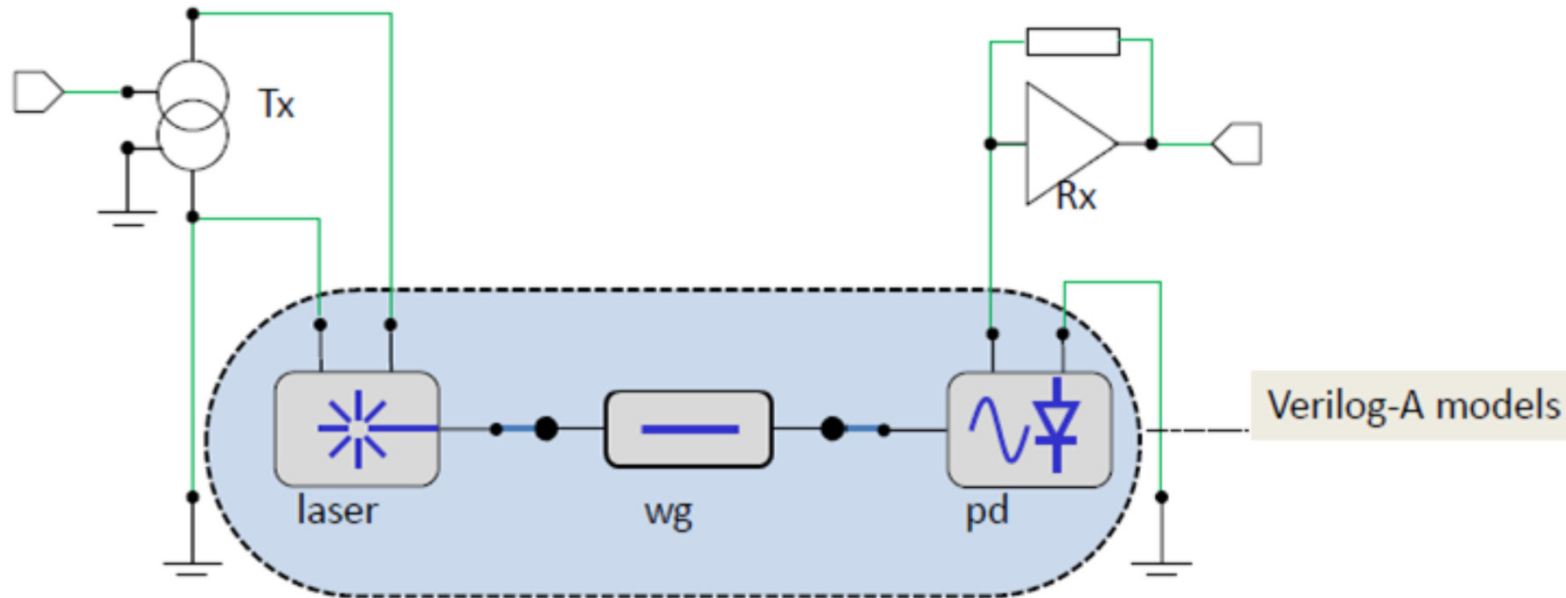 Tx
Rx
Verilog-A models
laser
wg
pd